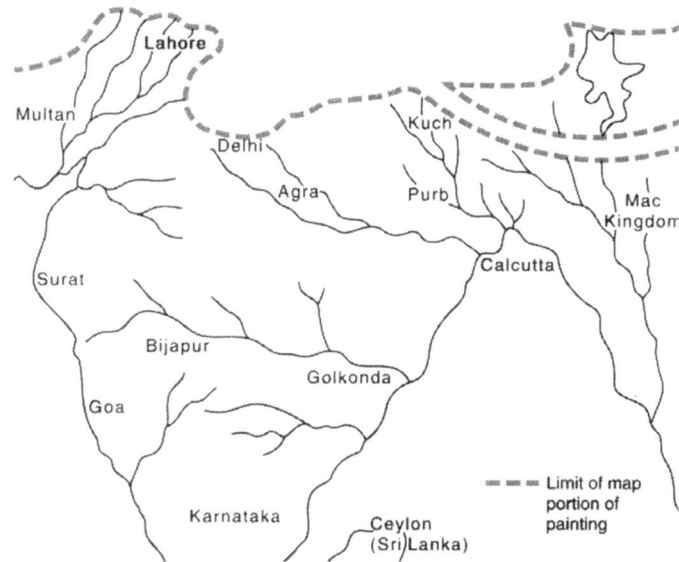 Lahore
Multan
Kuch
Delhi
Agra
Purb
Mac
Kingdom
Surat
Calcutta
Bijapur
Golkonda
Goa
Limit of map
portion of
painting
Karnataka
Ceylon
(Sri Lanka)